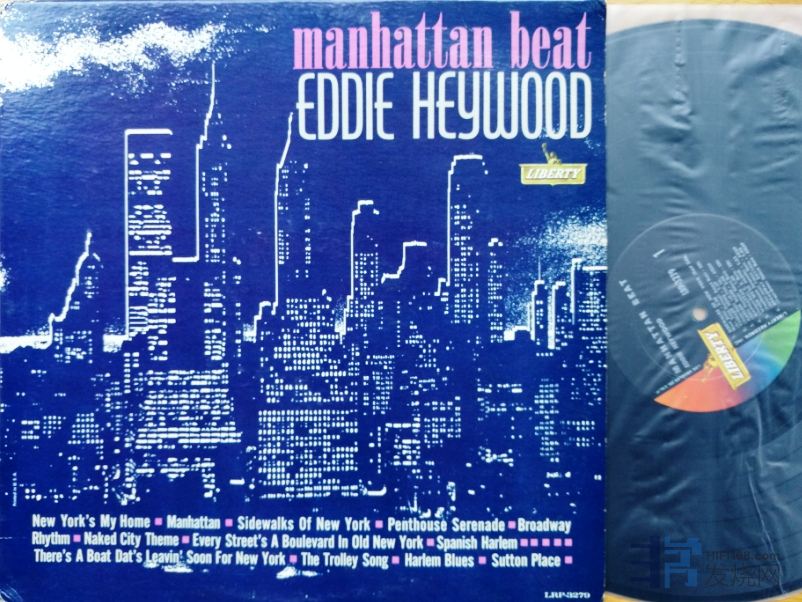 manhattan beat
EDDIE HEYWOOD
LIBERTY
New York's My Home ▪ Manhattan ▪ Sidewalks Of New York ▪ Penthouse Serenade ▪ Broadway
Rhythm ▪ Naked City Theme ▪ Every Street's A Boulevard In Old New York ▪ Spanish Harlem ▪ ▪ ▪ ▪ ▪
There's A Boat Dat's Leavin' Soon For New York ▪ The Trolley Song ▪ Harlem Blues ▪ Sutton Place ▪
LRP-3279
LIBERTY
MANHATTAN BEAT
1
HIFI168.com
发烧网